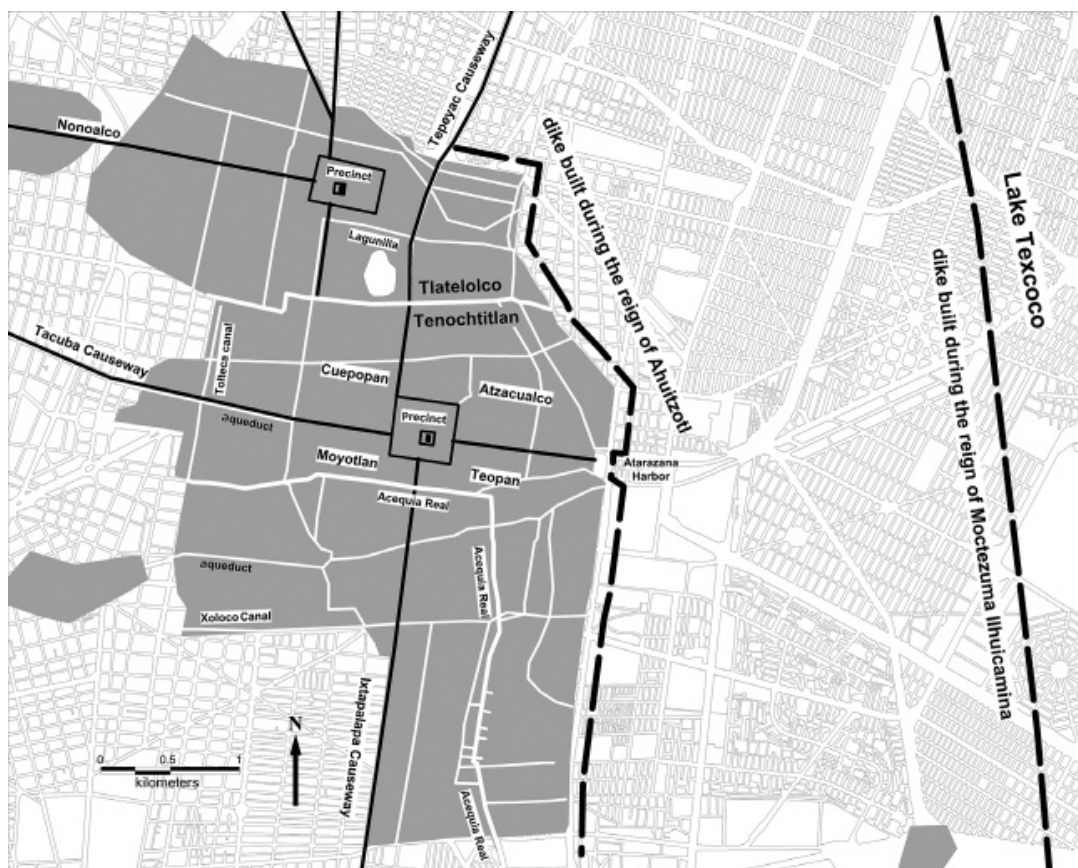 Tepeyac Causeway
Nonoalco
Precinct
dike built during the reign of Ahuitzotl
Lake Texcoco
Lagunilla
dike built during the reign of Moctezuma Ilhuicamina
Tlatelolco
Tenochtitlan
Tacuba Causeway
Tolteca canal
Cuepopan
Atzacualco
aqueduct
Precinct
Moyotlan
Teopan
Atarazana
Harbor
Acequia Real
Acequia Real
aqueduct
Xoloco Canal
Ixtapalapa Causeway
N
0 0.5 1
kilometers
Acequia Real